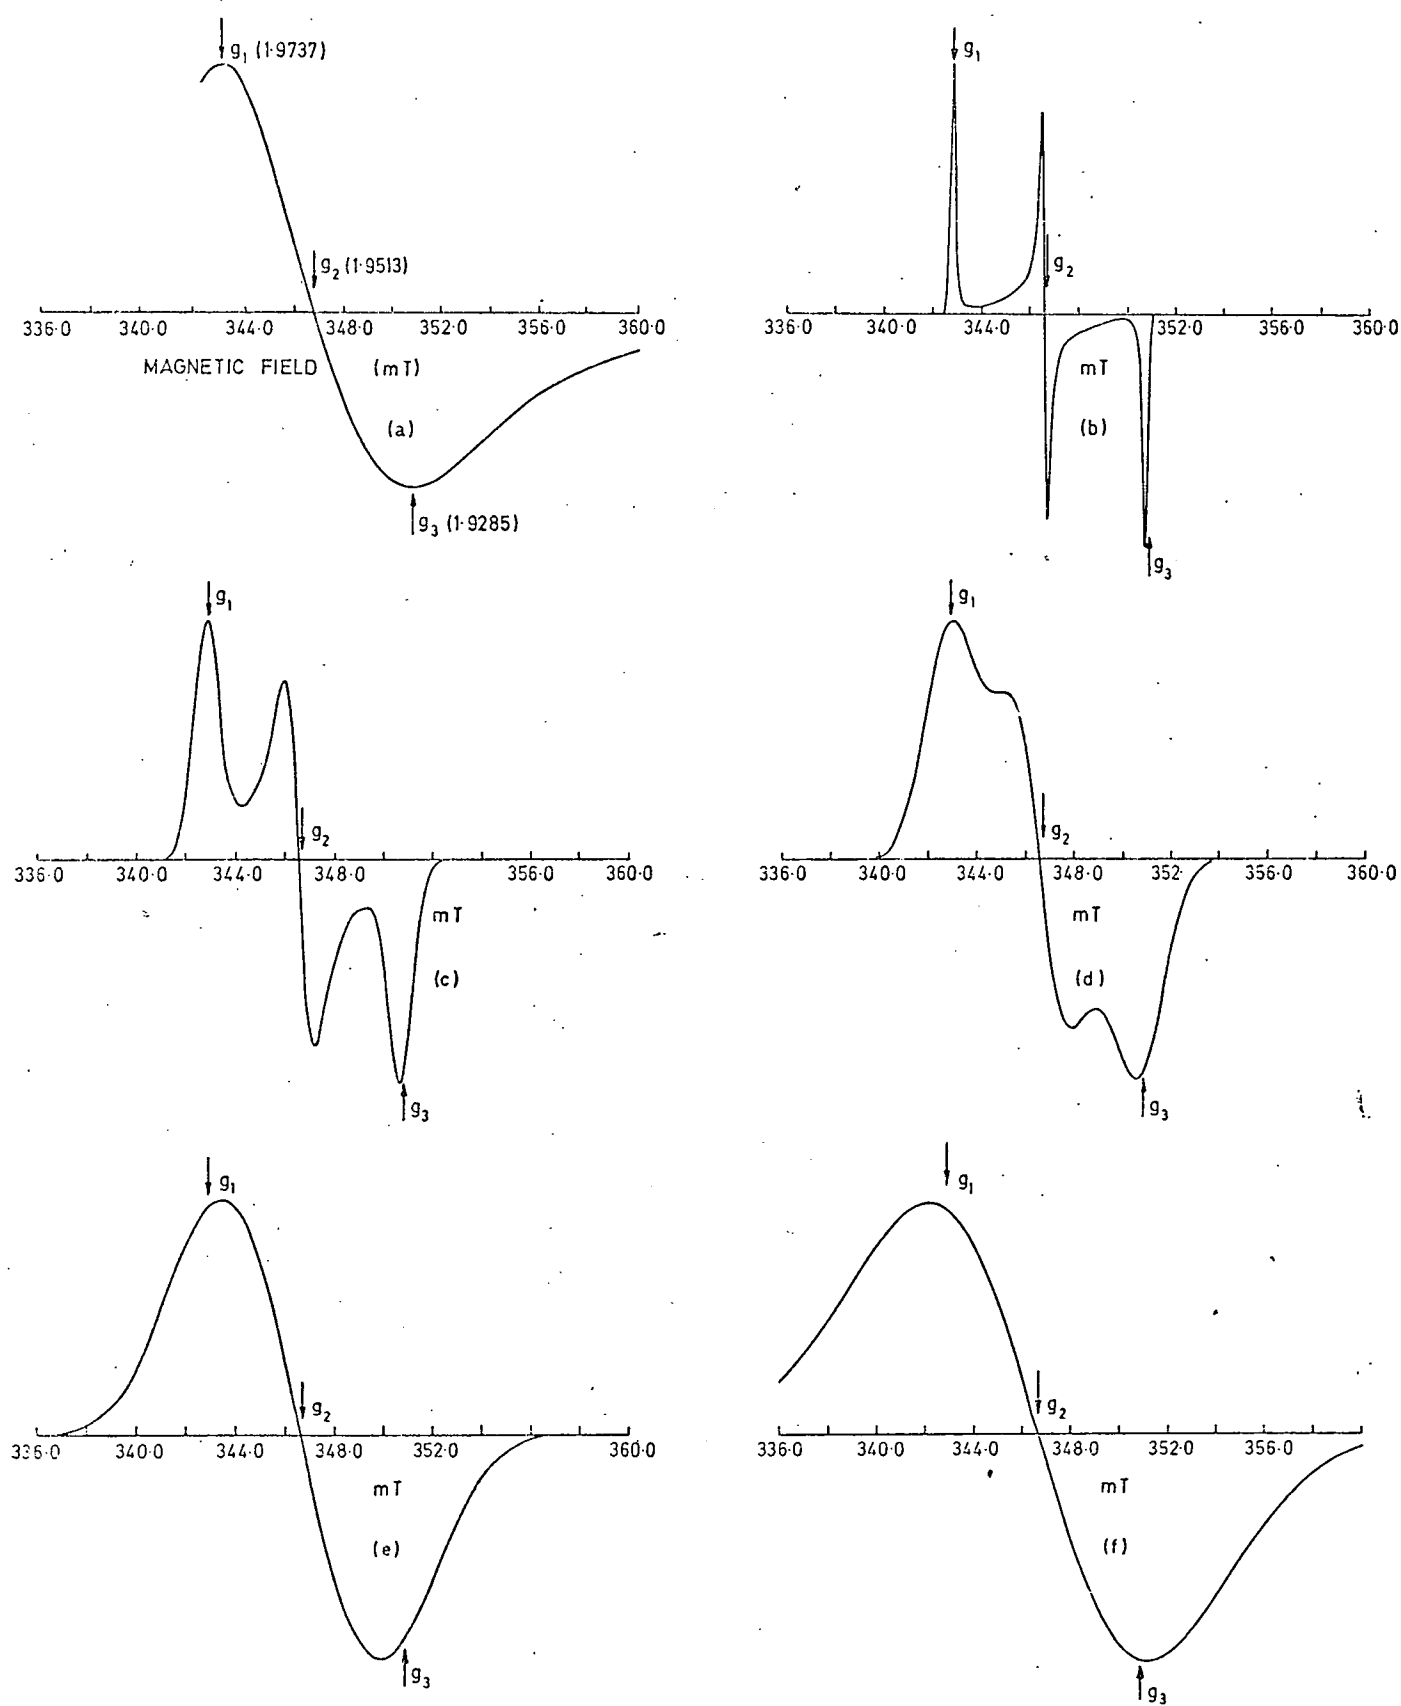 g₁ (1·9737)
g₂ (1·9513)
336·0 340·0 344·0 348·0 352·0 356·0 360·0
MAGNETIC FIELD (mT)
(a)
g₃ (1·9285)
g₁
g₂
336·0 340·0 344·0 352·0 356·0 360·0
mT
(b)
g₃
g₁
g₂
336·0 340·0 344·0 348·0 356·0 360·0
mT
(c)
g₃
g₁
g₂
336·0 340·0 344·0 348·0 352· 356·0 360·0
mT
(d)
g₃
g₁
g₂
336·0 340·0 344·0 348·0 352·0 360·0
mT
(e)
g₃
g₁
g₂
336·0 340·0 344·0 348·0 352·0 356·0
mT
(f)
g₃